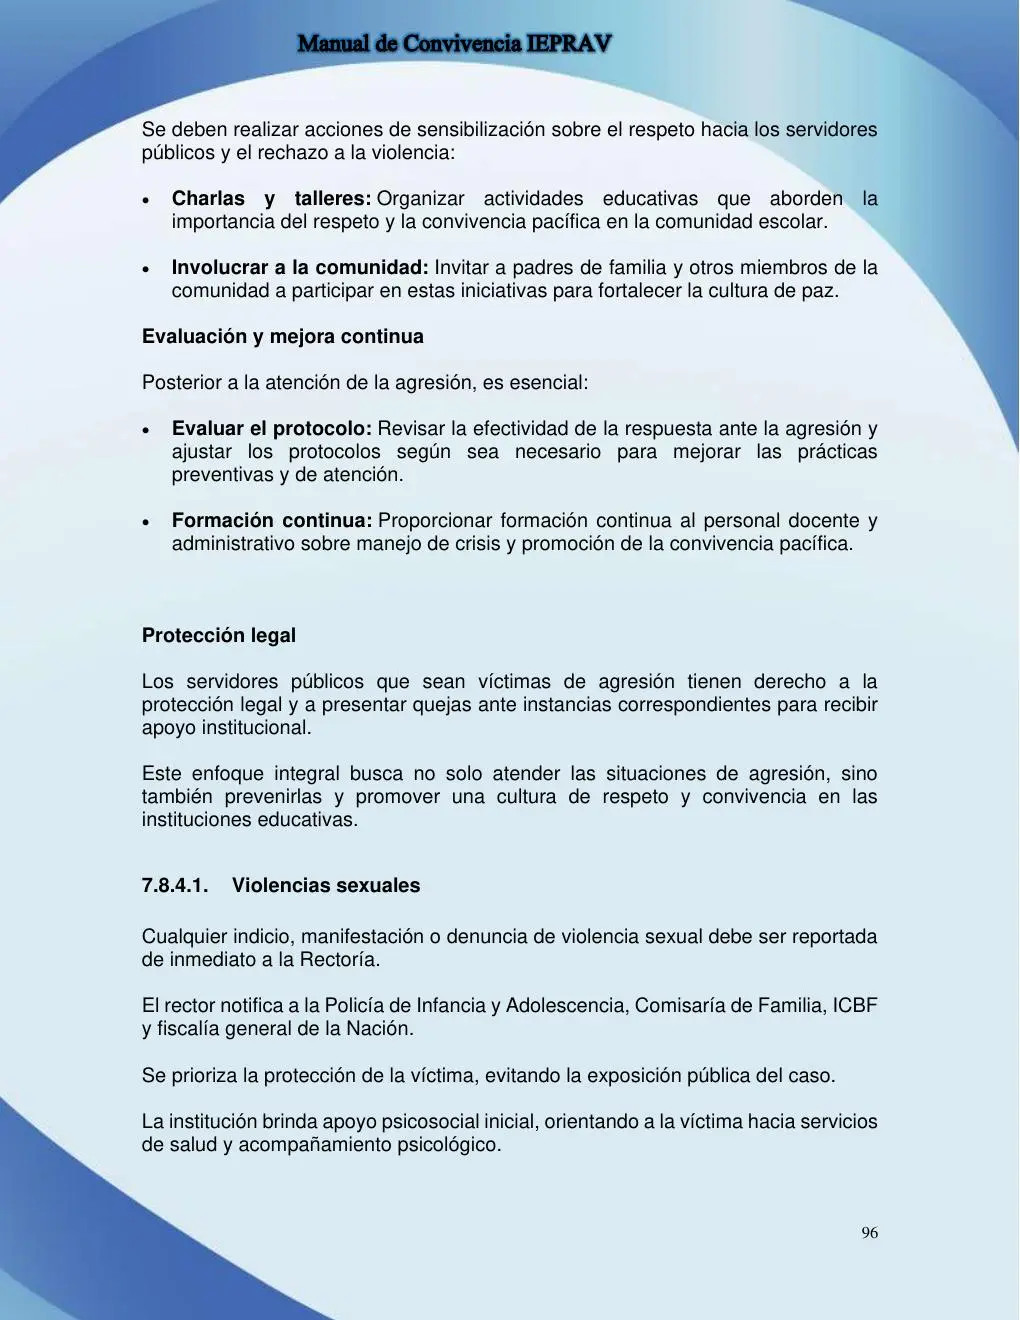 Manual de Convivencia IEPRAV
Se deben realizar acciones de sensibilización sobre el respeto hacia los servidores
públicos y el rechazo a la violencia:
• Charlas y talleres: Organizar actividades educativas que aborden la
importancia del respeto y la convivencia pacífica en la comunidad escolar.
• Involucrar a la comunidad: Invitar a padres de familia y otros miembros de la
comunidad a participar en estas iniciativas para fortalecer la cultura de paz.
Evaluación y mejora continua
Posterior a la atención de la agresión, es esencial:
• Evaluar el protocolo: Revisar la efectividad de la respuesta ante la agresión y
ajustar los protocolos según sea necesario para mejorar las prácticas
preventivas y de atención.
• Formación continua: Proporcionar formación continua al personal docente y
administrativo sobre manejo de crisis y promoción de la convivencia pacífica.
Protección legal
Los servidores públicos que sean víctimas de agresión tienen derecho a la
protección legal y a presentar quejas ante instancias correspondientes para recibir
apoyo institucional.
Este enfoque integral busca no solo atender las situaciones de agresión, sino
también prevenirlas y promover una cultura de respeto y convivencia en las
instituciones educativas.
7.8.4.1. Violencias sexuales
Cualquier indicio, manifestación o denuncia de violencia sexual debe ser reportada
de inmediato a la Rectoría.
El rector notifica a la Policía de Infancia y Adolescencia, Comisaría de Familia, ICBF
y fiscalía general de la Nación.
Se prioriza la protección de la víctima, evitando la exposición pública del caso.
La institución brinda apoyo psicosocial inicial, orientando a la víctima hacia servicios
de salud y acompañamiento psicológico.
96